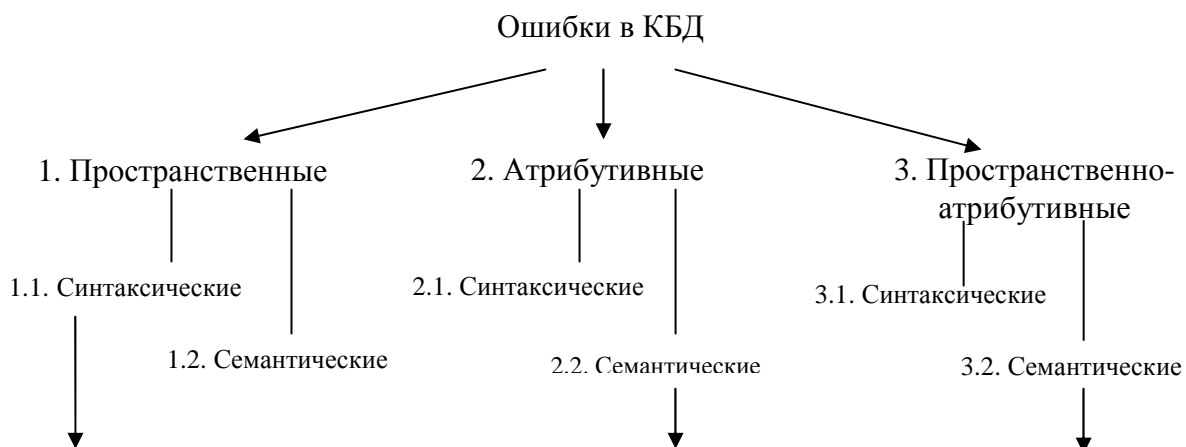 Ошибки в КБД
1. Пространственные
2. Атрибутивные
3. Пространственно-
атрибутивные
1.1. Синтаксические
2.1. Синтаксические
3.1. Синтаксические
1.2. Семантические
2.2. Семантические
3.2. Семантические